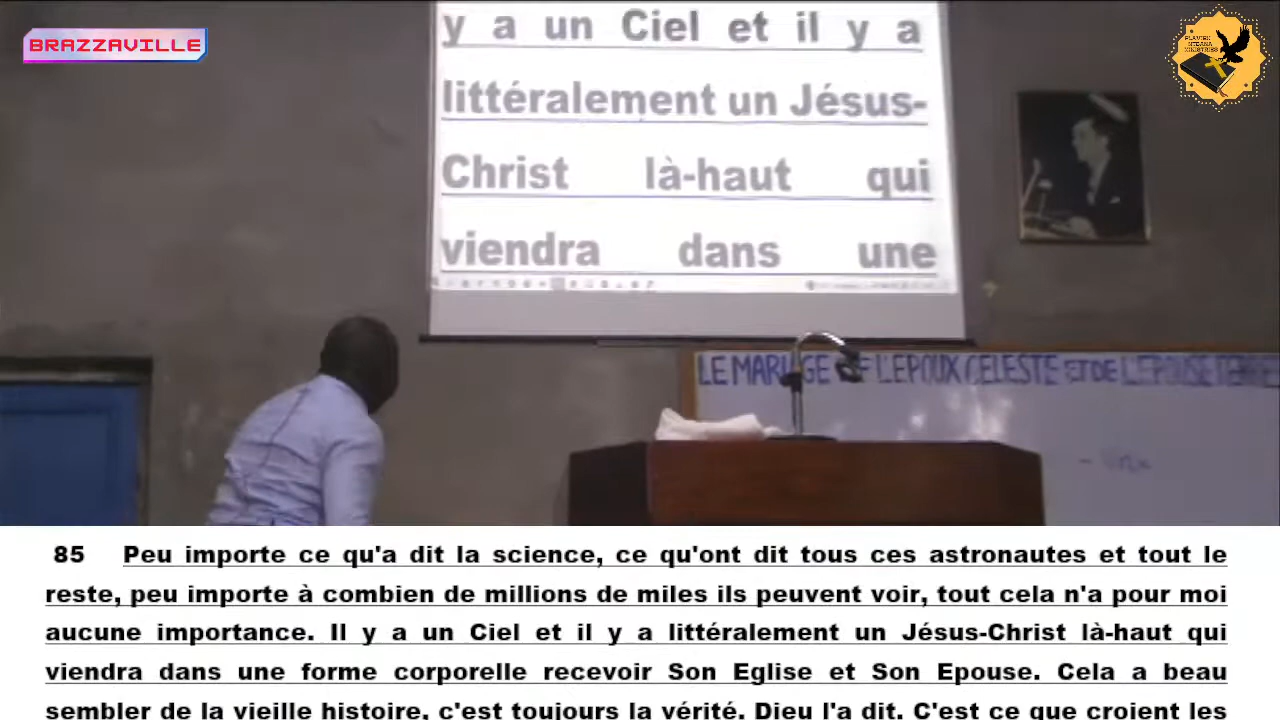 BRAZZAVILLE
y a un Ciel et il y a
littéralement un Jésus-
Christ là-haut qui
viendra dans une
LE MARIAGE DE L'EPOUX CELESTE ET DE
85 Peu importe ce qu'a dit la science, ce qu'ont dit tous ces astronautes et tout le
reste, peu importe à combien de millions de miles ils peuvent voir, tout cela n'a pour moi
aucune importance. Il y a un Ciel et il y a littéralement un Jésus-Christ là-haut qui
viendra dans une forme corporelle recevoir Son Eglise et Son Epouse. Cela a beau
sembler de la vieille histoire, c'est toujours la vérité. Dieu l'a dit. C'est ce que croient les